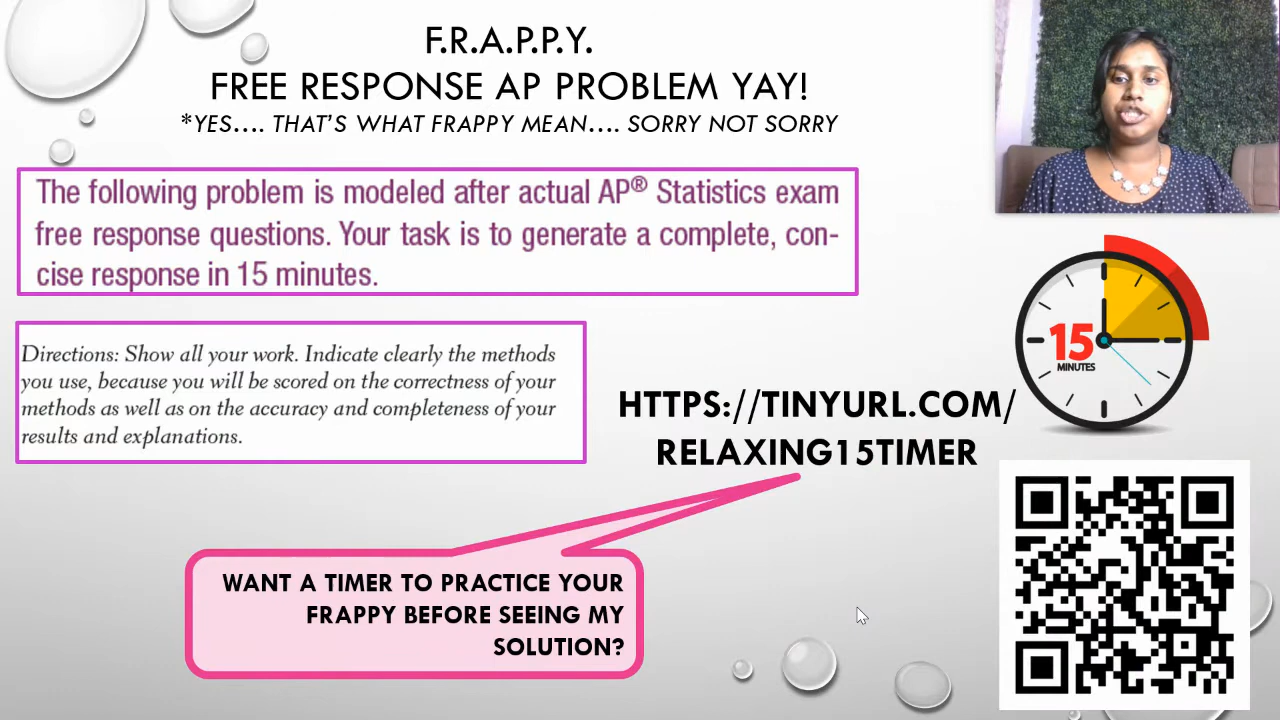 F.R.A.P.P.Y.
FREE RESPONSE AP PROBLEM YAY!
*YES…. THAT'S WHAT FRAPPY MEAN…. SORRY NOT SORRY
The following problem is modeled after actual AP® Statistics exam
free response questions. Your task is to generate a complete, con-
cise response in 15 minutes.
Directions: Show all your work. Indicate clearly the methods
you use, because you will be scored on the correctness of your
methods as well as on the accuracy and completeness of your
results and explanations.
15
MINUTES
HTTPS://TINYURL.COM/
RELAXING15TIMER
WANT A TIMER TO PRACTICE YOUR
FRAPPY BEFORE SEEING MY
SOLUTION?